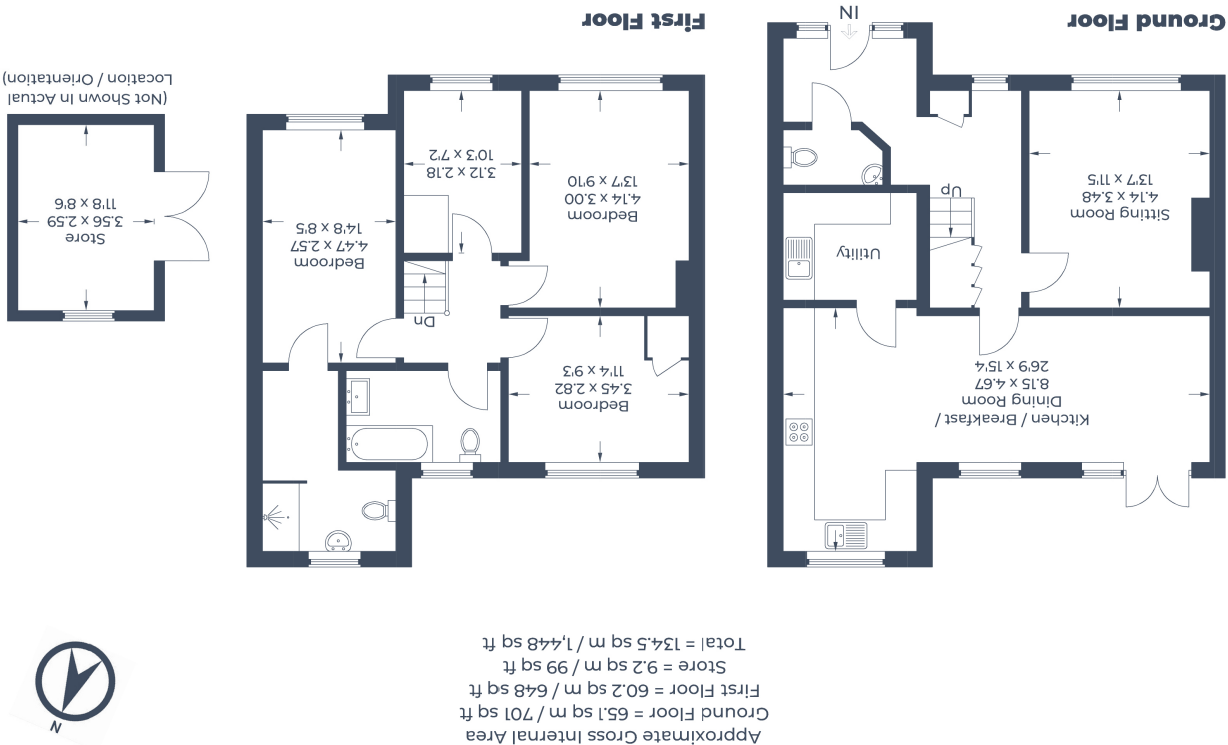 Approximate Gross Internal Area
Ground Floor = 65.1 sq m / 701 sq ft
First Floor = 60.2 sq m / 648 sq ft
Store = 9.2 sq m / 99 sq ft
Total = 134.5 sq m / 1,448 sq ft
N
Kitchen / Breakfast /
Dining Room
8.15 x 4.67
26'9 x 15'4
Utility
Up
Sitting Room
4.14 x 3.48
13'7 x 11'5
IN
Ground Floor
Bedroom
3.45 x 2.82
11'4 x 9'3
Dn
Bedroom
4.47 x 2.57
14'8 x 8'5
Bedroom
4.14 x 3.00
13'7 x 9'10
3.12 x 2.18
10'3 x 7'2
First Floor
Store
3.56 x 2.59
11'8 x 8'6
(Not Shown In Actual
Location / Orientation)